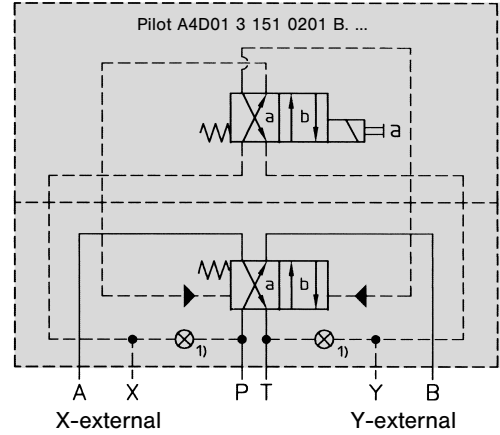 Pilot A4D01 3 151 0201 B. ...
a b a
a b
1) 1)
A X P T Y B
X-external Y-external